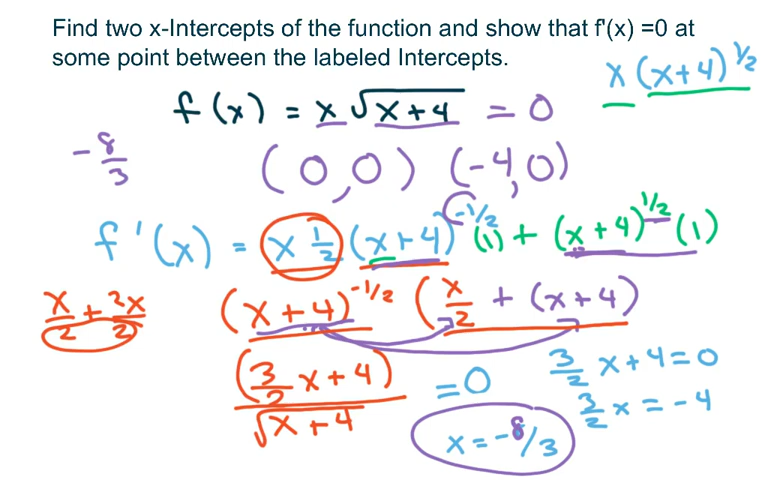 Find two x-Intercepts of the function and show that f'(x) =0 at
some point between the labeled Intercepts.
x (x+4)^1/2
f(x) = x √x+4 = 0
-8/3 (0,0) (-4,0)
f'(x) = (x 1/2)(x+4)^-1/2 (1) + (x+4)^1/2 (1)
x/2 + 2x/2 (x+4)^-1/2 (x/2 + (x+4)
(3/2 x+4)/√x+4 = 0 3/2 x+4=0
3/2 x = -4
x = -8/3